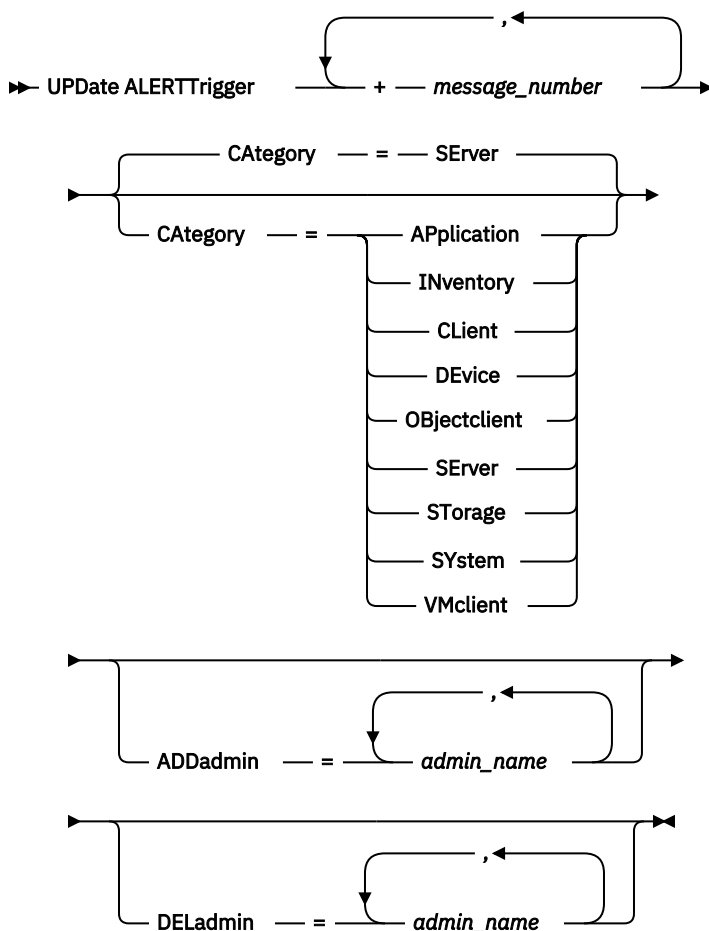 ,
UPDate ALERTTrigger + message_number
CAtegory = SErver
CAtegory = APplication
INventory
CLient
DEvice
OBjectclient
SErver
STorage
SYstem
VMclient
,
ADDadmin = admin_name
,
DELadmin = admin_name